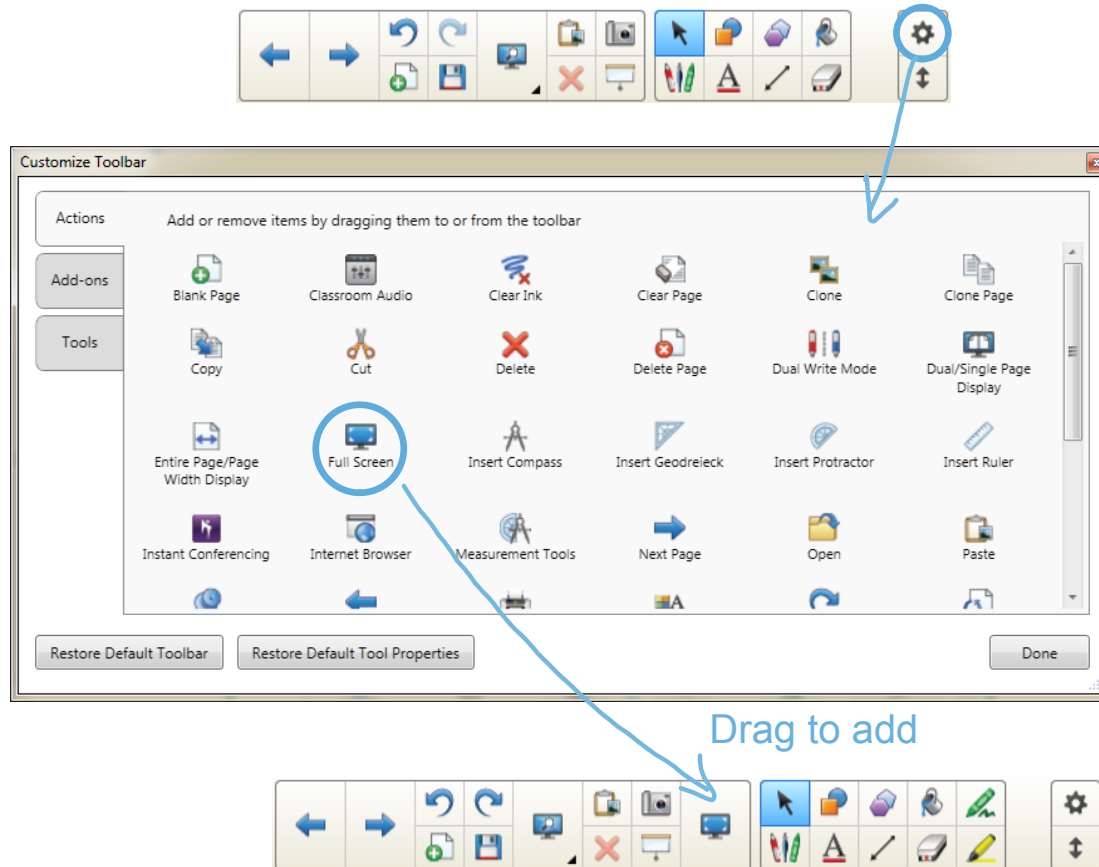 Customize Toolbar
Actions
Add or remove items by dragging them to or from the toolbar
Add-ons
Tools
Blank Page
Classroom Audio
Clear Ink
Clear Page
Clone
Clone Page
Copy
Cut
Delete
Delete Page
Dual Write Mode
Dual/Single Page
Display
Entire Page/Page
Width Display
Full Screen
Insert Compass
Insert Geodreieck
Insert Protractor
Insert Ruler
Instant Conferencing
Internet Browser
Measurement Tools
Next Page
Open
Paste
Restore Default Toolbar
Restore Default Tool Properties
Done
Drag to add